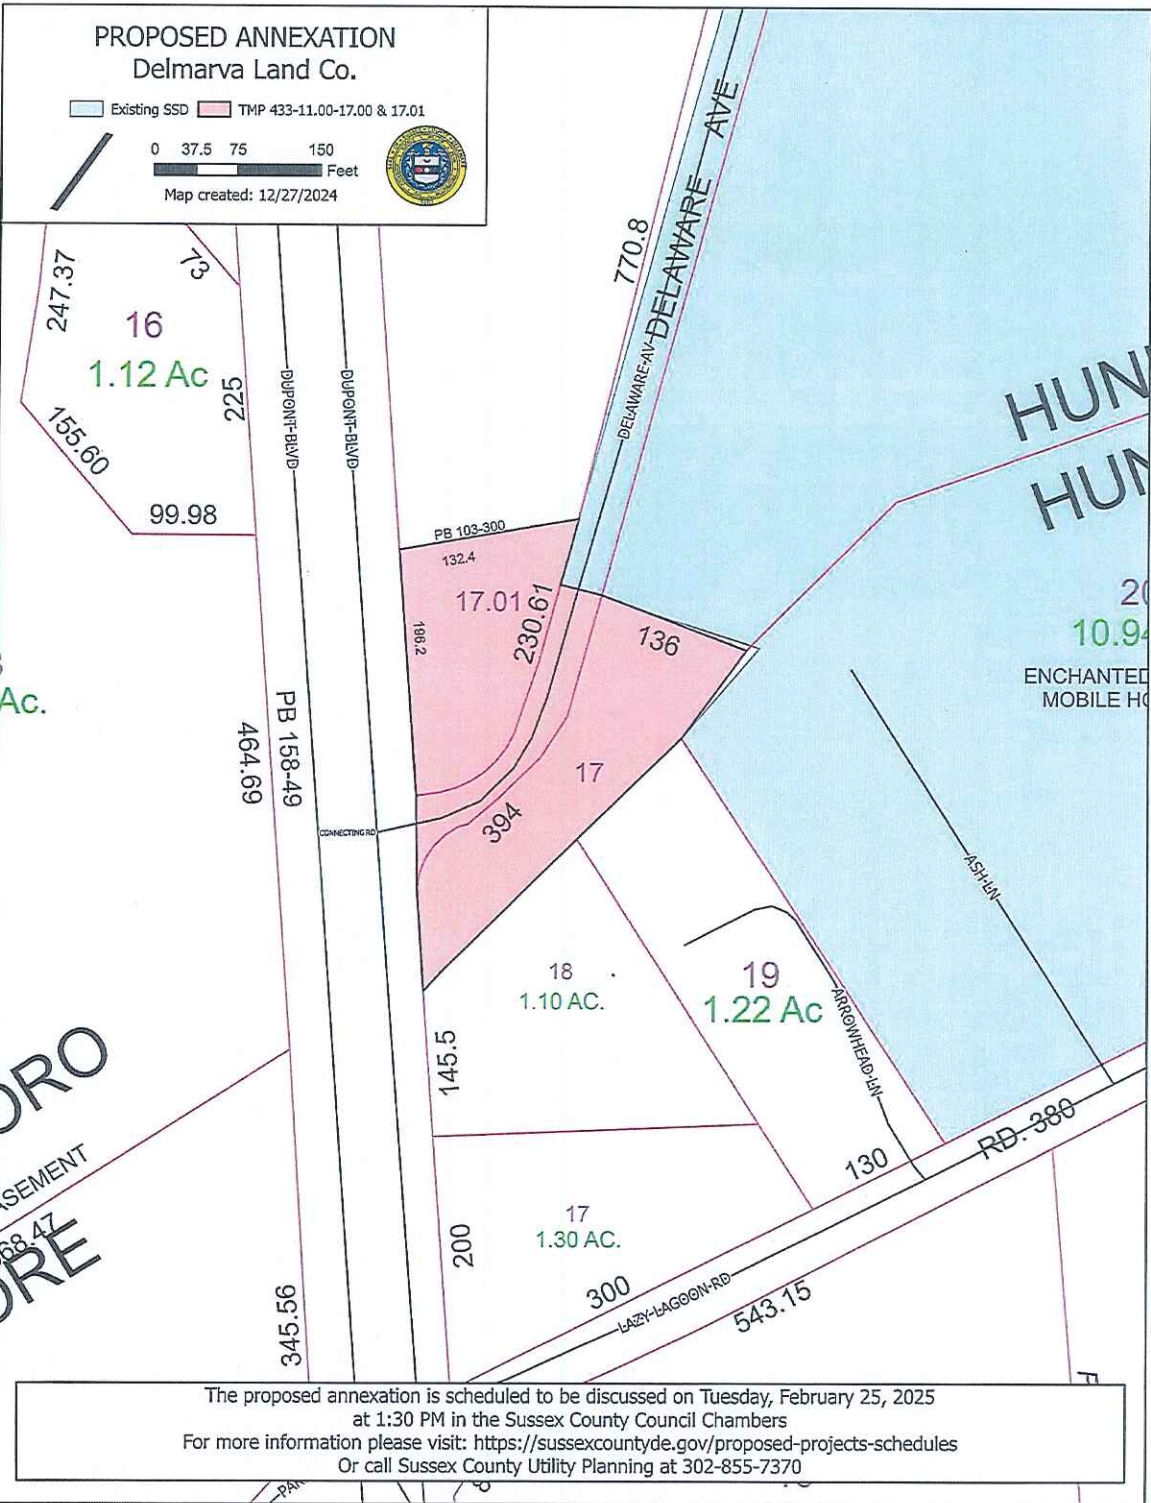 PROPOSED ANNEXATION
Delmarva Land Co.
Existing SSD TMP 433-11.00-17.00 & 17.01
0 37.5 75 150
Feet
Map created: 12/27/2024
247.37
73
16
1.12 Ac
225
155.60
99.98
DUPONT-BLVD
DUPONT-BLVD
770.8
DELAWARE AVE
DELAWARE-AV
HUN
HUN
PB 103-300
132.4
17.01
230.61
196.2
136
10.94
ENCHANTED
MOBILE HO
Ac.
PB 158-49
464.69
17
394
CONNECTING RD
ASH-LN
18
1.10 AC.
19
1.22 Ac
ARROWHEAD-LN
145.5
ORO
ASEMENT
68.47
ORE
RD. 380
130
17
1.30 AC.
200
300
LAZY-LAGOON-RD
543.15
345.56
The proposed annexation is scheduled to be discussed on Tuesday, February 25, 2025
at 1:30 PM in the Sussex County Council Chambers
For more information please visit: https://sussexcountyde.gov/proposed-projects-schedules
Or call Sussex County Utility Planning at 302-855-7370